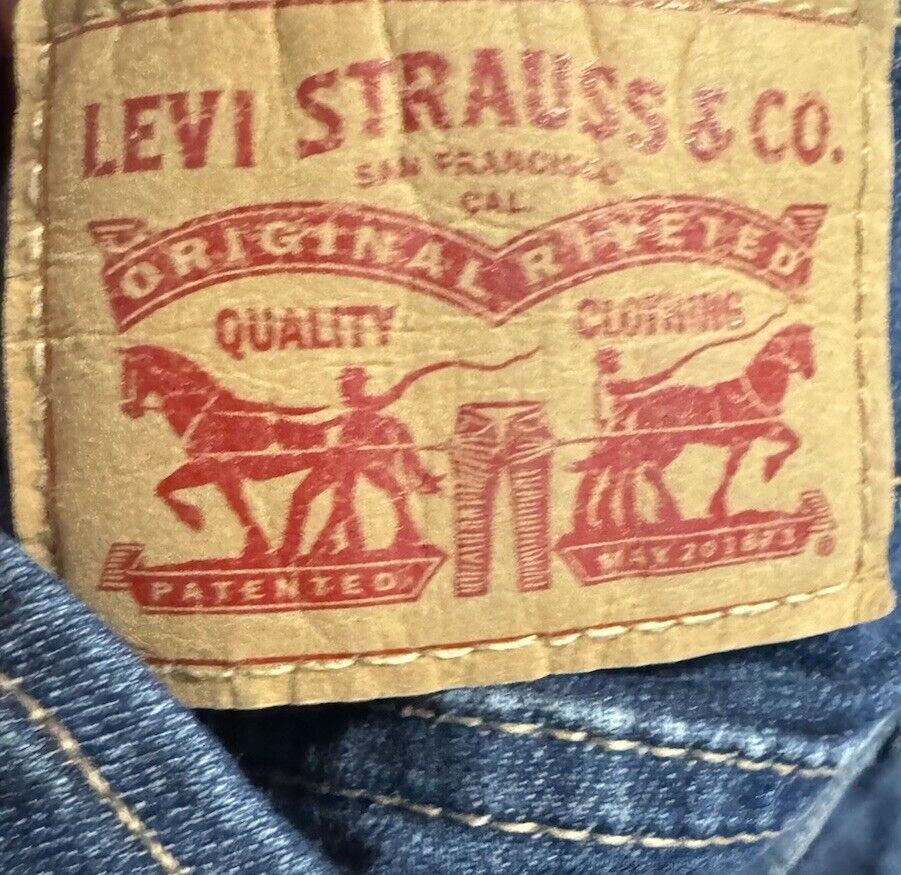 LEVI STRAUSS & CO.
SAN FRANCISCO
CAL.
ORIGINAL RIVETED
QUALITY CLOTHING
PATENTED
MAY 20 1873
®